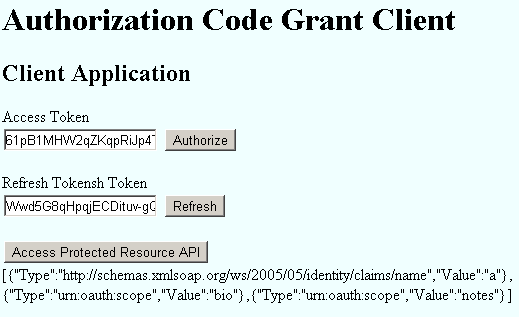 Authorization Code Grant Client
Client Application
Access Token
61pB1MHW2qZKqpRiJp4
Authorize
Refresh Tokensh Token
Wwd5G8qHpqjECDituv-g
Refresh
Access Protected Resource API
[{"Type":"http://schemas.xmlsoap.org/ws/2005/05/identity/claims/name","Value":"a"},
{"Type":"urn:oauth:scope","Value":"bio"},{"Type":"urn:oauth:scope","Value":"notes"}]